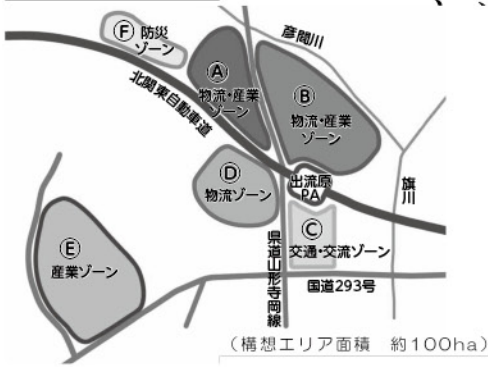 Ⓕ 防災
ゾーン
彦間川
Ⓐ
物流・産業
ゾーン
Ⓑ
物流・産業
ゾーン
北関東自動車道
Ⓓ
物流ゾーン
出流原
PA
旗川
Ⓒ
交通・交流ゾーン
Ⓔ
産業ゾーン
県道山形寺岡線
国道293号
(構想エリア面積 約100ha)